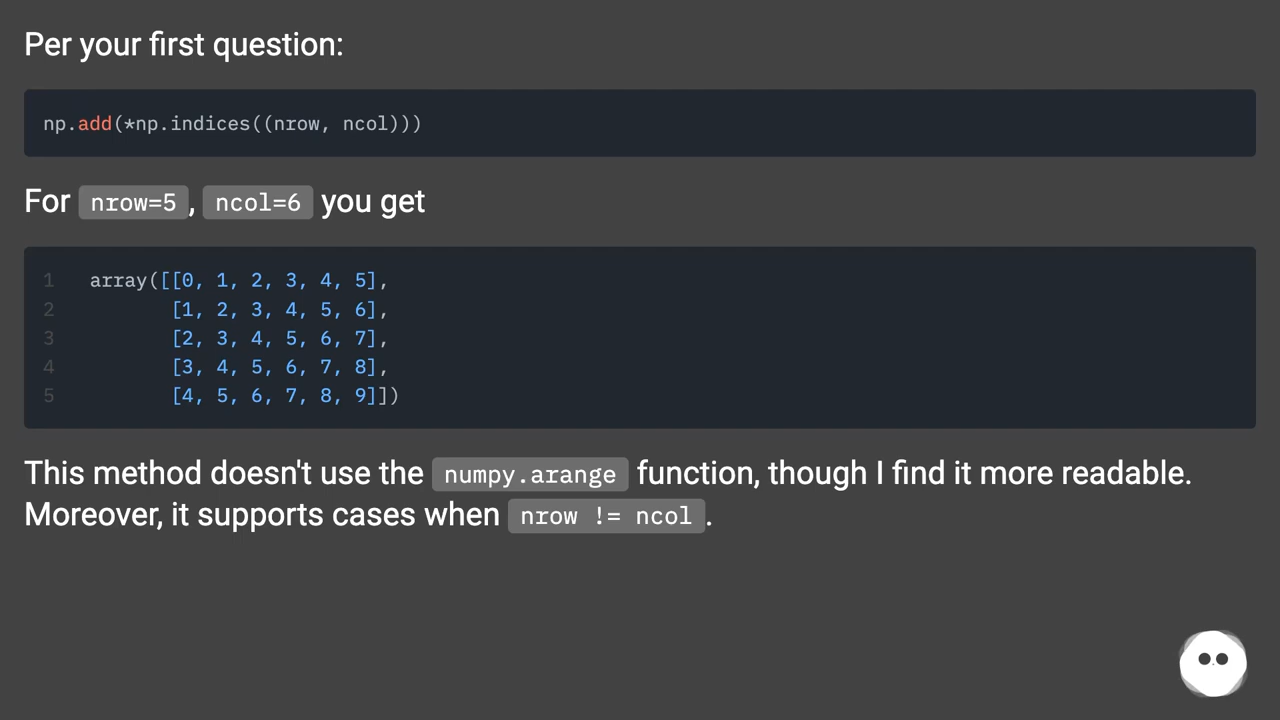 Per your first question:
np.add(*np.indices((nrow, ncol)))
For nrow=5, ncol=6 you get
1 array([[0, 1, 2, 3, 4, 5],
2 [1, 2, 3, 4, 5, 6],
3 [2, 3, 4, 5, 6, 7],
4 [3, 4, 5, 6, 7, 8],
5 [4, 5, 6, 7, 8, 9]])
This method doesn't use the numpy.arange function, though I find it more readable.
Moreover, it supports cases when nrow != ncol.